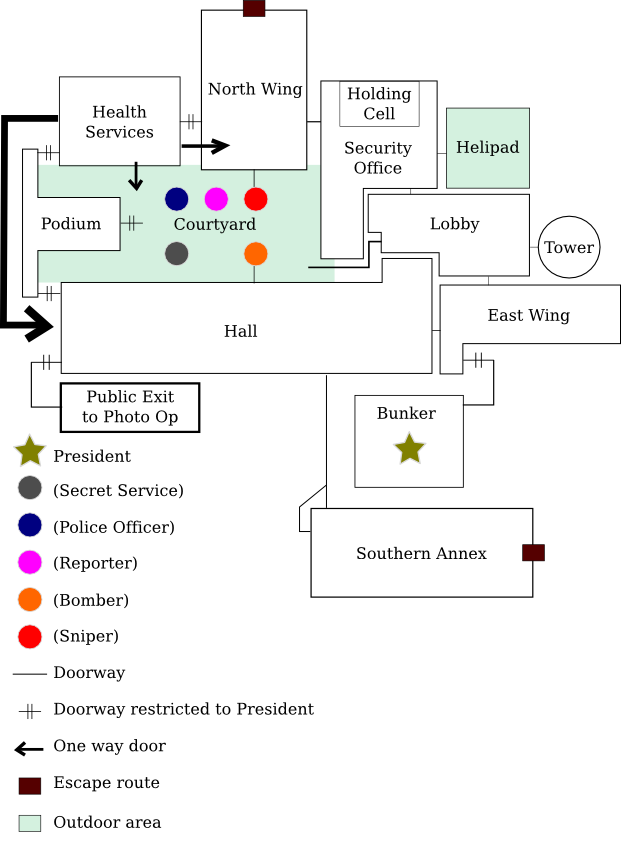 North Wing
Holding
Cell
Health
Services
Security
Office
Helipad
Podium
Courtyard
Lobby
Tower
East Wing
Hall
Public Exit
to Photo Op
Bunker
President
(Secret Service)
(Police Officer)
Southern Annex
(Reporter)
(Bomber)
(Sniper)
Doorway
Doorway restricted to President
One way door
Escape route
Outdoor area